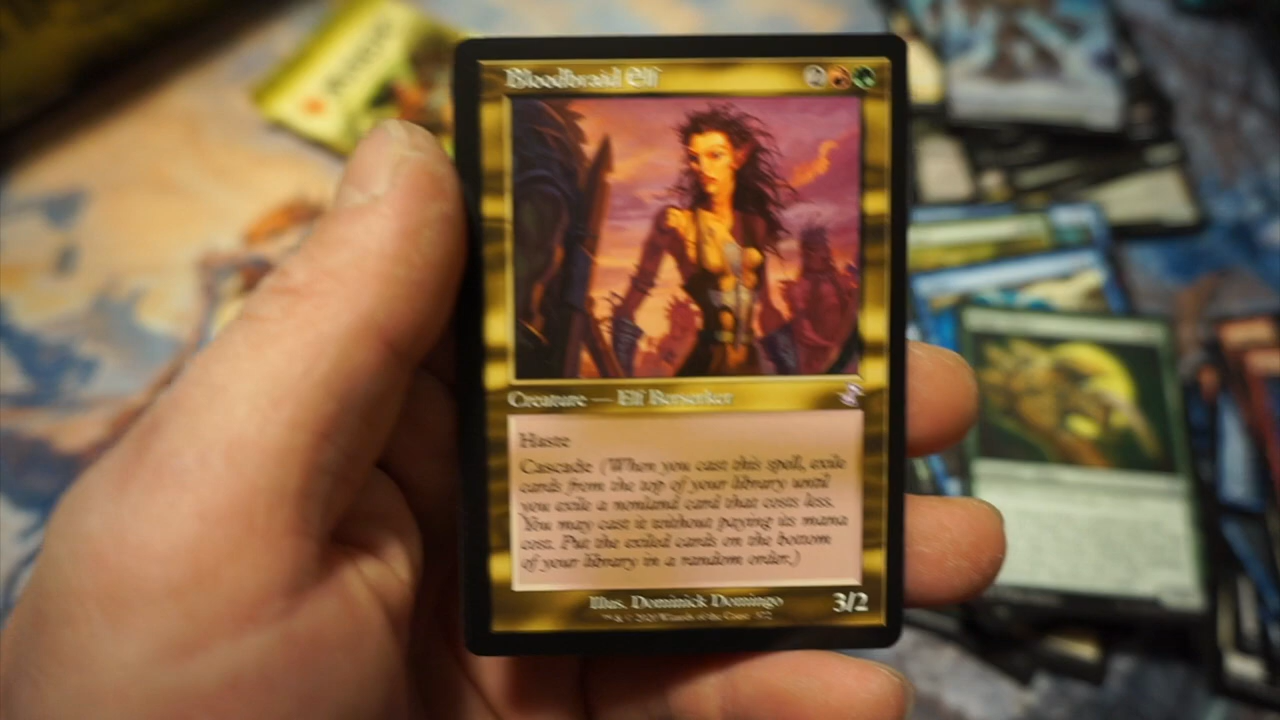 Bloodbraid Elf
Creature — Elf Berserker
Haste
Cascade (When you cast this spell, exile
cards from the top of your library until
you exile a nonland card that costs less.
You may cast it without paying its mana
cost. Put the exiled cards on the bottom
of your library in a random order.)
Illus. Dominick Domingo
3/2